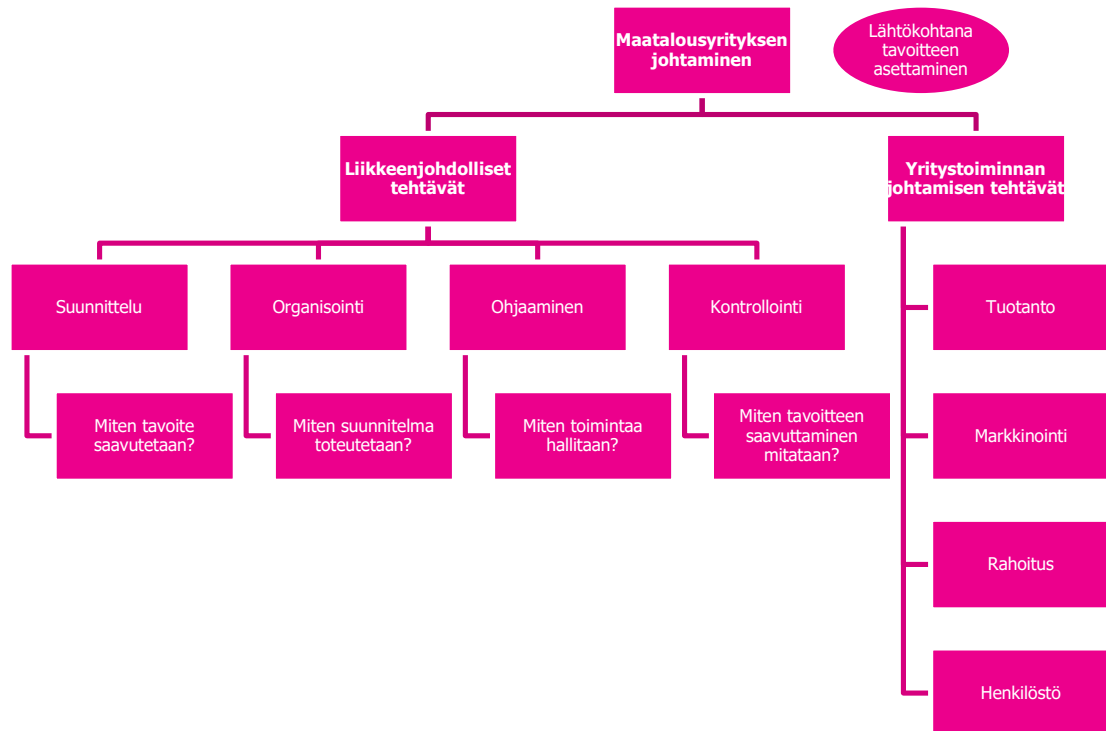 Maatalousyrityksen
johtaminen
Lähtökohtana
tavoitteen
asettaminen
Liikkeenjohdolliset
tehtävät
Yritystoiminnan
johtamisen tehtävät
Suunnittelu
Organisointi
Ohjaaminen
Kontrollointi
Tuotanto
Miten tavoite
saavutetaan?
Miten suunnitelma
toteutetaan?
Miten toimintaa
hallitaan?
Miten tavoitteen
saavuttaminen
mitataan?
Markkinointi
Rahoitus
Henkilöstö